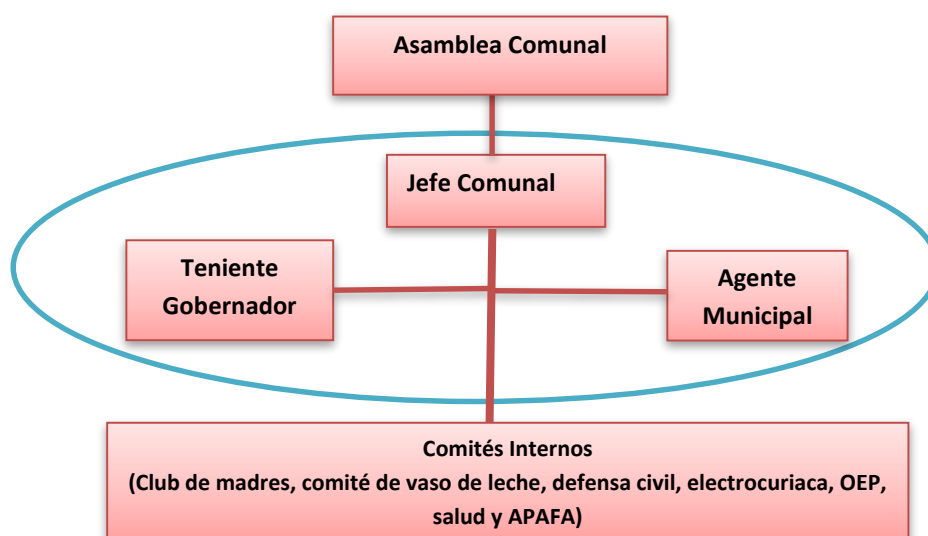 Asamblea Comunal
Jefe Comunal
Teniente
Gobernador
Agente
Municipal
Comités Internos
(Club de madres, comité de vaso de leche, defensa civil, electrocuriaca, OEP,
salud y APAFA)